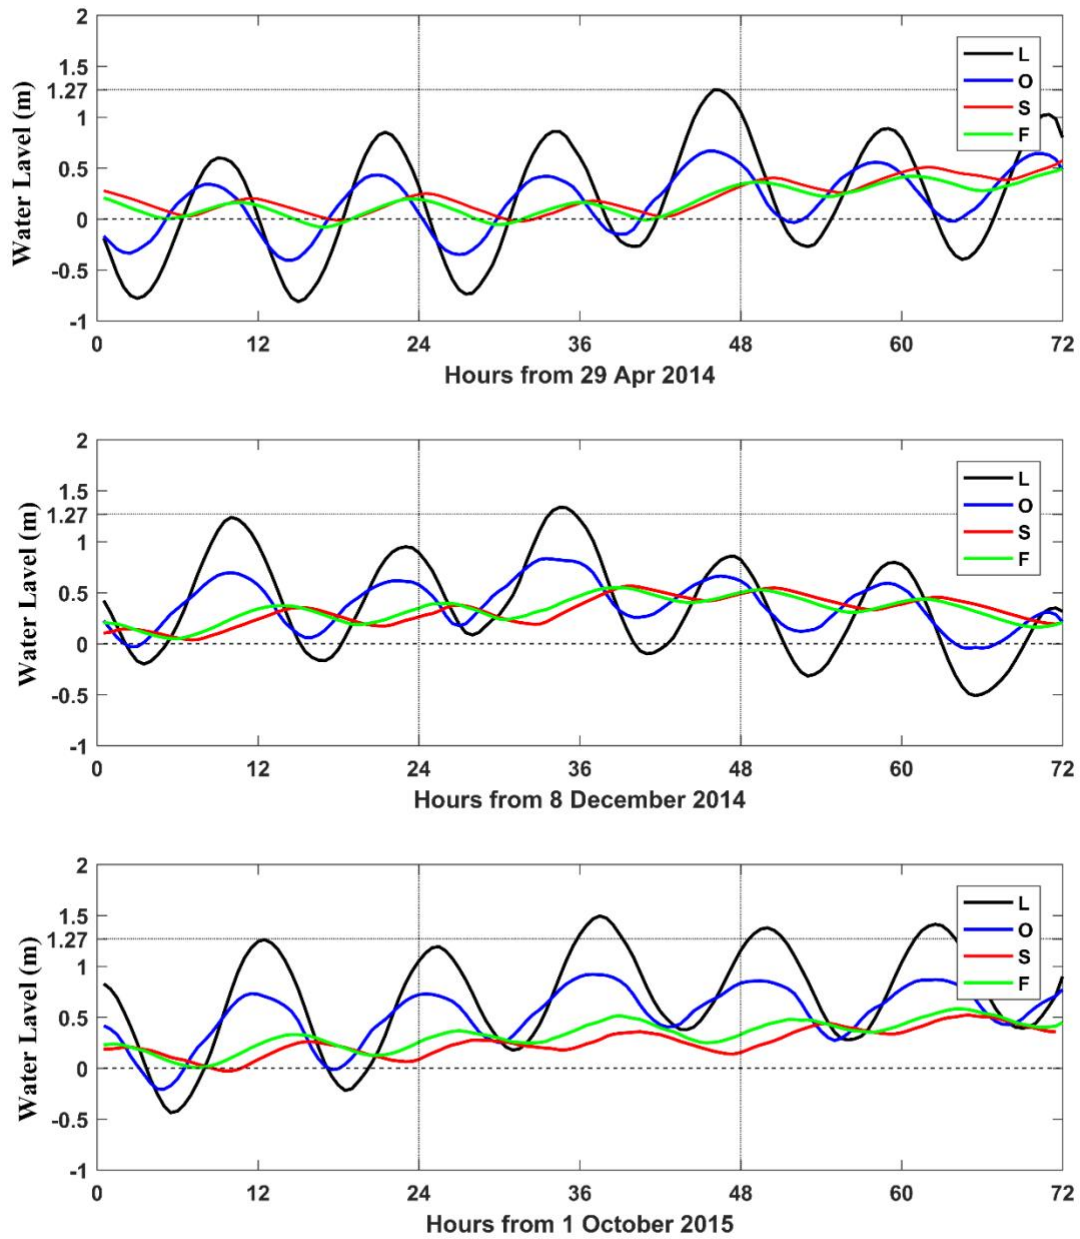 2
1.5
1.27
1
0.5
0
-0.5
-1
Water Lavel (m)
L
O
S
F
0 12 24 36 48 60 72
Hours from 29 Apr 2014
2
1.5
1.27
1
0.5
0
-0.5
-1
Water Lavel (m)
L
O
S
F
0 12 24 36 48 60 72
Hours from 8 December 2014
2
1.5
1.27
1
0.5
0
-0.5
-1
Water Lavel (m)
L
O
S
F
0 12 24 36 48 60 72
Hours from 1 October 2015